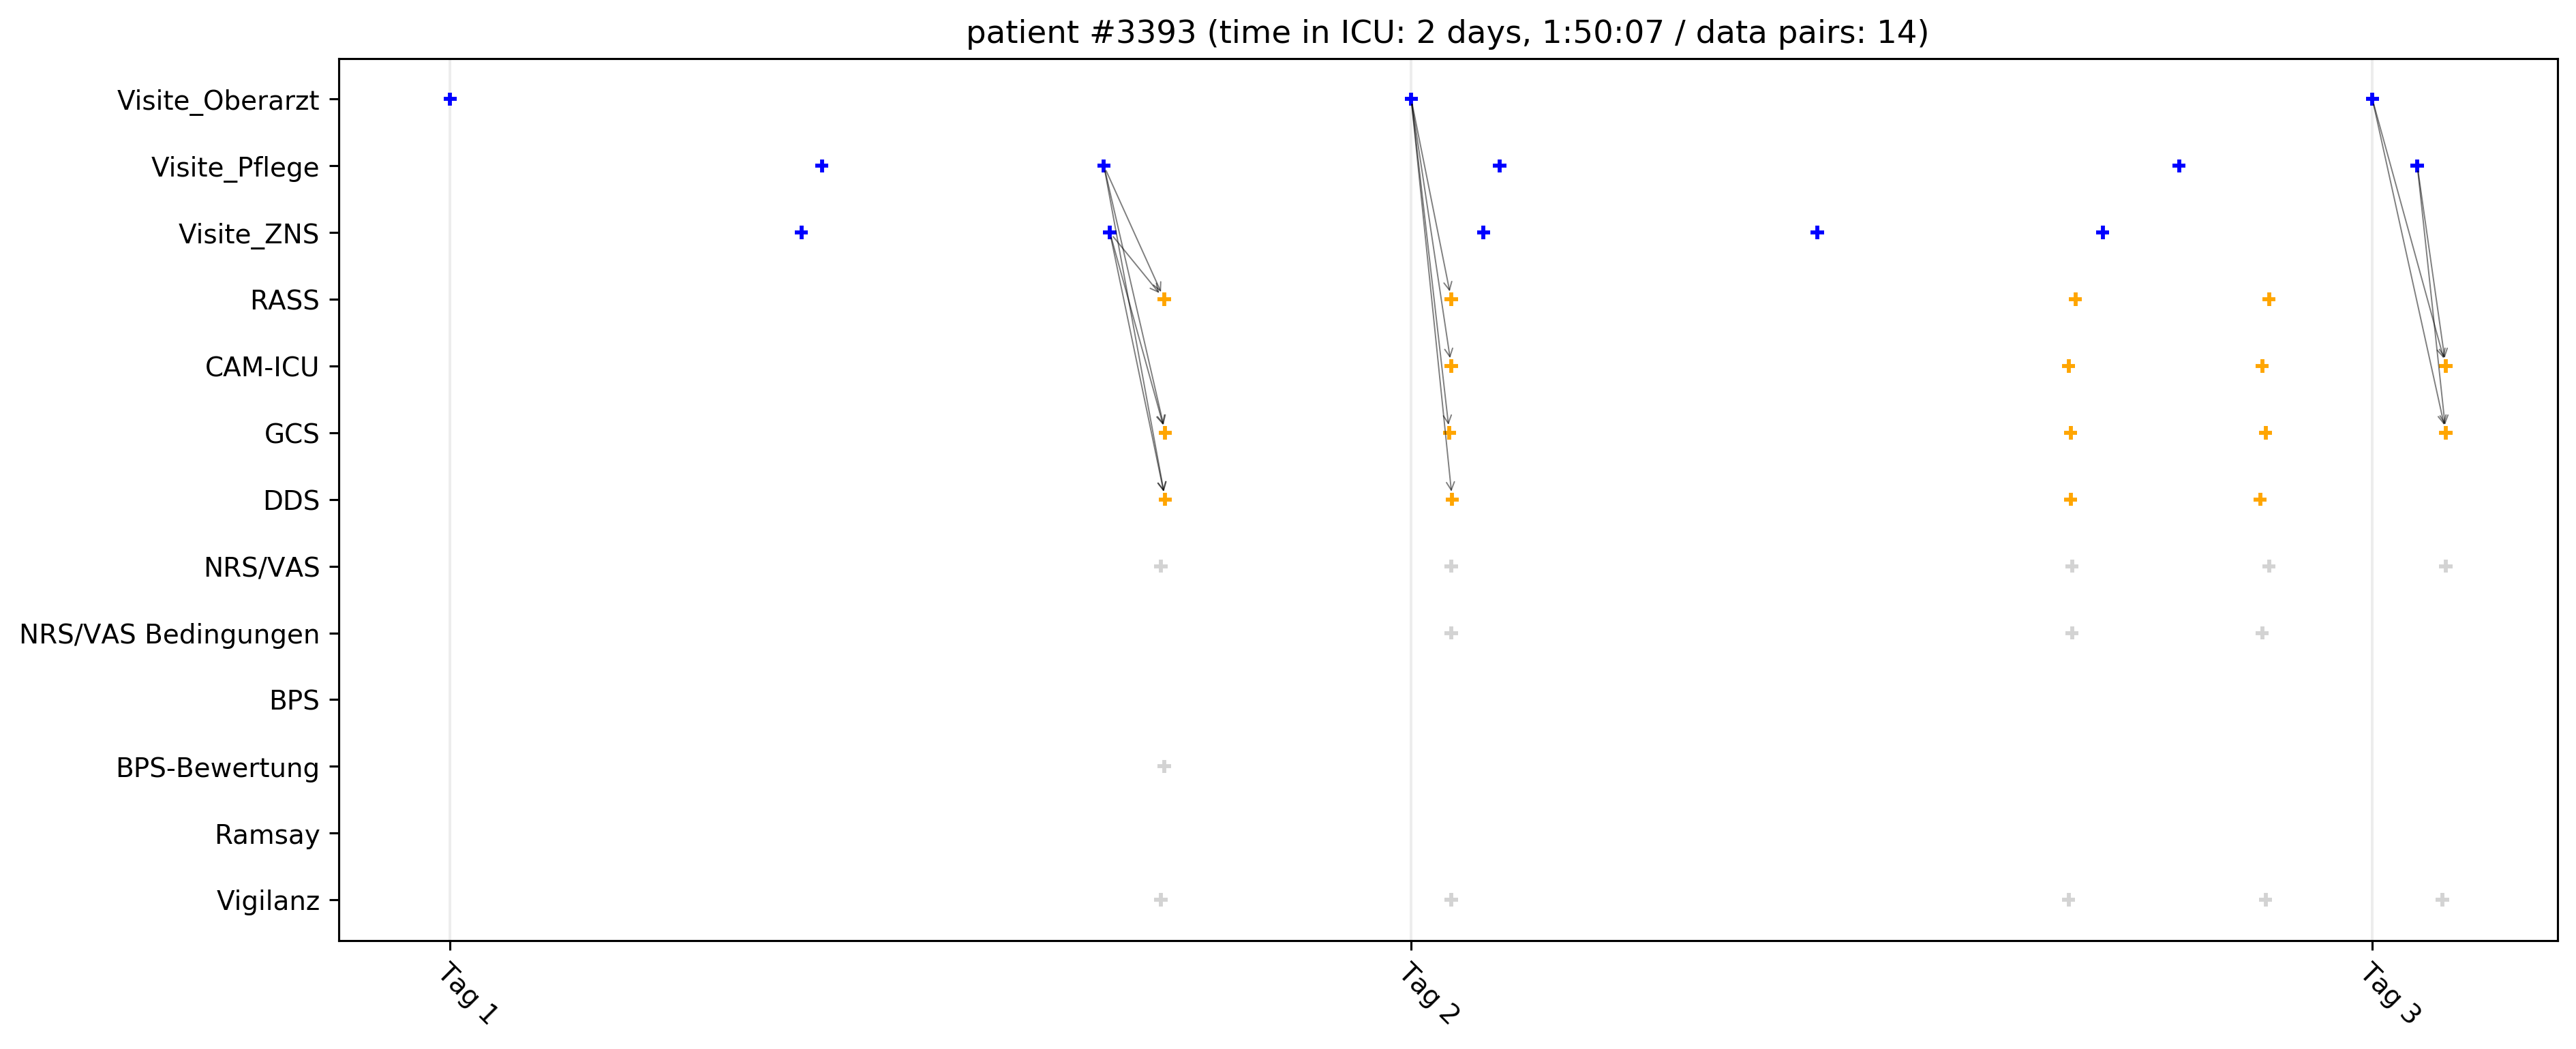 patient #3393 (time in ICU: 2 days, 1:50:07 / data pairs: 14)
Visite_Oberarzt
Visite_Pflege
Visite_ZNS
RASS
CAM-ICU
GCS
DDS
NRS/VAS
NRS/VAS Bedingungen
BPS
BPS-Bewertung
Ramsay
Vigilanz
Tag 1
Tag 2
Tag 3